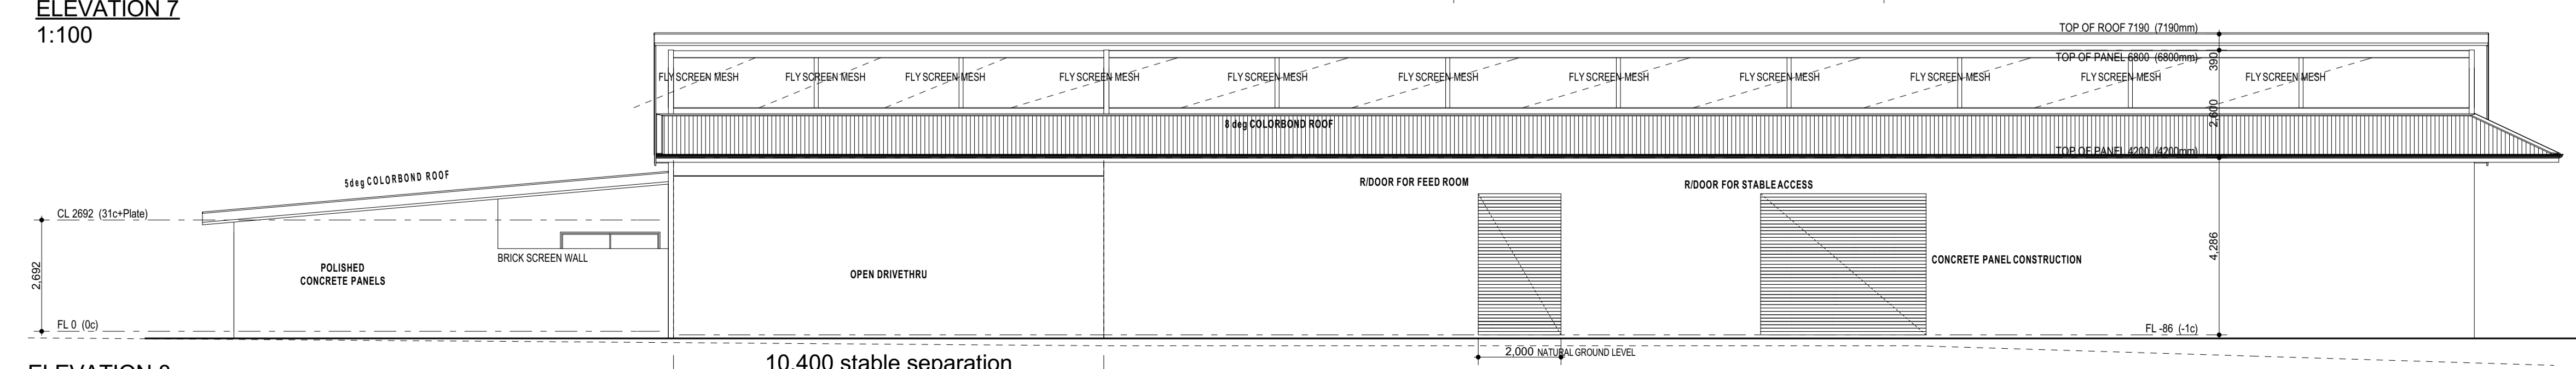 ELEVATION 7
1:100
TOP OF ROOF 7190 (7190mm)
TOP OF PANEL 6800 (6800mm)
390
FLY SCREEN MESH
FLY SCREEN MESH
FLY SCREEN MESH
FLY SCREEN MESH
FLY SCREEN MESH
FLY SCREEN MESH
FLY SCREEN MESH
FLY SCREEN MESH
FLY SCREEN MESH
FLY SCREEN MESH
FLY SCREEN MESH
2,600
8 deg COLORBOND ROOF
TOP OF PANEL 4200 (4200mm)
5deg COLORBOND ROOF
R/DOOR FOR FEED ROOM
R/DOOR FOR STABLE ACCESS
CL 2692 (31c+Plate)
4,286
BRICK SCREEN WALL
CONCRETE PANEL CONSTRUCTION
POLISHED
CONCRETE PANELS
OPEN DRIVETHRU
2,692
FL 0 (0c)
FL -86 (-1c)
2,000 NATURAL GROUND LEVEL
10,400 stable separation